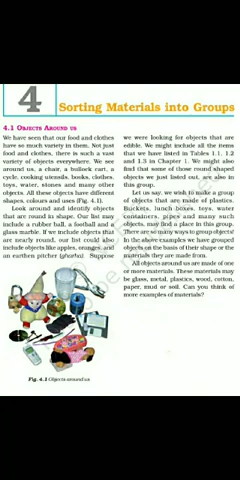 4
Sorting Materials into Groups
4.1 OBJECTS AROUND US
We have seen that our food and clothes
have so much variety in them. Not just
food and clothes, there is such a vast
variety of objects everywhere. We see
around us, a chair, a bullock cart, a
cycle, cooking utensils, books, clothes,
toys, water, stones and many other
objects. All these objects have different
shapes, colours and uses (Fig. 4.1).
Look around and identify objects
that are round in shape. Our list may
include a rubber ball, a football and a
glass marble. If we include objects that
are nearly round, our list could also
include objects like apples, oranges, and
an earthen pitcher (gharha). Suppose
Fig. 4.1 Objects around us
we were looking for objects that are
edible. We might include all the items
that we have listed in Tables 1.1, 1.2
and 1.3 in Chapter 1. We might also
find that some of those round shaped
objects we just listed out, are also in
this group.
Let us say, we wish to make a group
of objects that are made of plastics.
Buckets, lunch boxes, toys, water
containers, pipes and many such
objects, may find a place in this group.
There are so many ways to group objects!
In the above examples we have grouped
objects on the basis of their shape or the
materials they are made from.
All objects around us are made of one
or more materials. These materials may
be glass, metal, plastics, wood, cotton,
paper, mud or soil. Can you think of
more examples of materials?